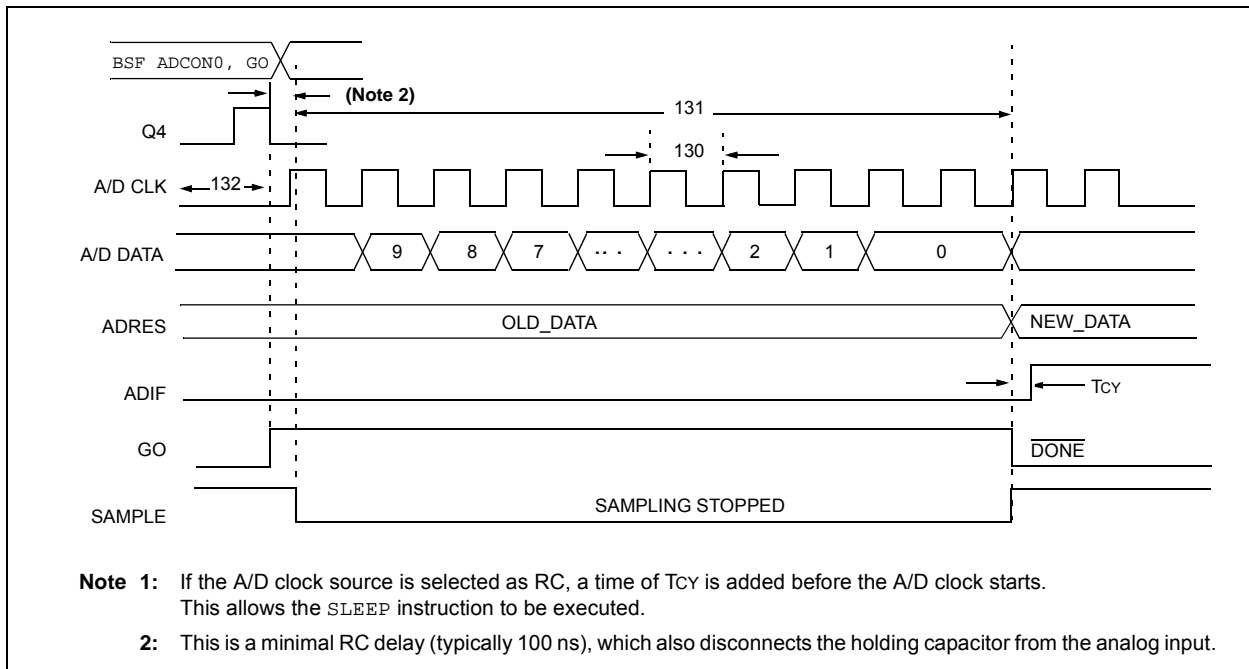 BSF ADCON0, GO
(Note 2)
131
Q4
130
A/D CLK
132
A/D DATA
9 8 7 ... . . . 2 1 0
ADRES
OLD_DATA
NEW_DATA
ADIF
TCY
GO
DONE
SAMPLE
SAMPLING STOPPED
Note 1: If the A/D clock source is selected as RC, a time of TCY is added before the A/D clock starts.
This allows the SLEEP instruction to be executed.
2: This is a minimal RC delay (typically 100 ns), which also disconnects the holding capacitor from the analog input.